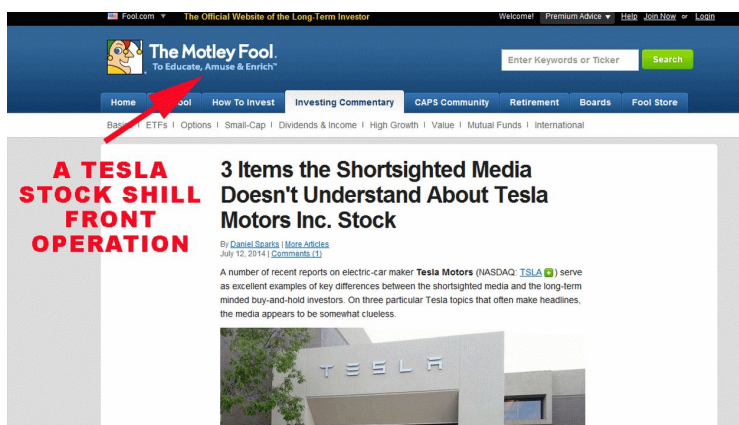 Fool.com ▼ The Official Website of the Long-Term Investor Welcome! Premium Advice ▼ Help Join Now or Login
The Motley Fool.
To Educate, Amuse & Enrich™
Enter Keywords or Ticker Search
Home How To Invest Investing Commentary CAPS Community Retirement Boards Fool Store
ETFs | Options | Small-Cap | Dividends & Income | High Growth | Value | Mutual Funds | International
A TESLA
STOCK SHILL
FRONT
OPERATION
3 Items the Shortsighted Media
Doesn't Understand About Tesla
Motors Inc. Stock
By Daniel Sparks | More Articles
July 12, 2014 | Comments (1)
A number of recent reports on electric-car maker Tesla Motors (NASDAQ: TSLA) serve
as excellent examples of key differences between the shortsighted media and the long-term
minded buy-and-hold investors. On three particular Tesla topics that often make headlines,
the media appears to be somewhat clueless.
TESLA